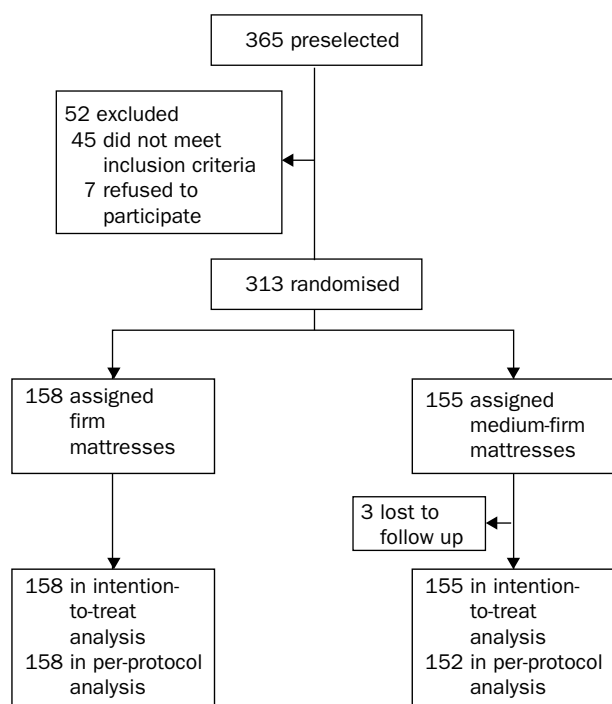 365 preselected
52 excluded
45 did not meet
inclusion criteria
7 refused to
participate
313 randomised
158 assigned
firm
mattresses
155 assigned
medium-firm
mattresses
3 lost to
follow up
158 in intention-
to-treat
analysis
158 in per-protocol
analysis
155 in intention-
to-treat
analysis
152 in per-protocol
analysis